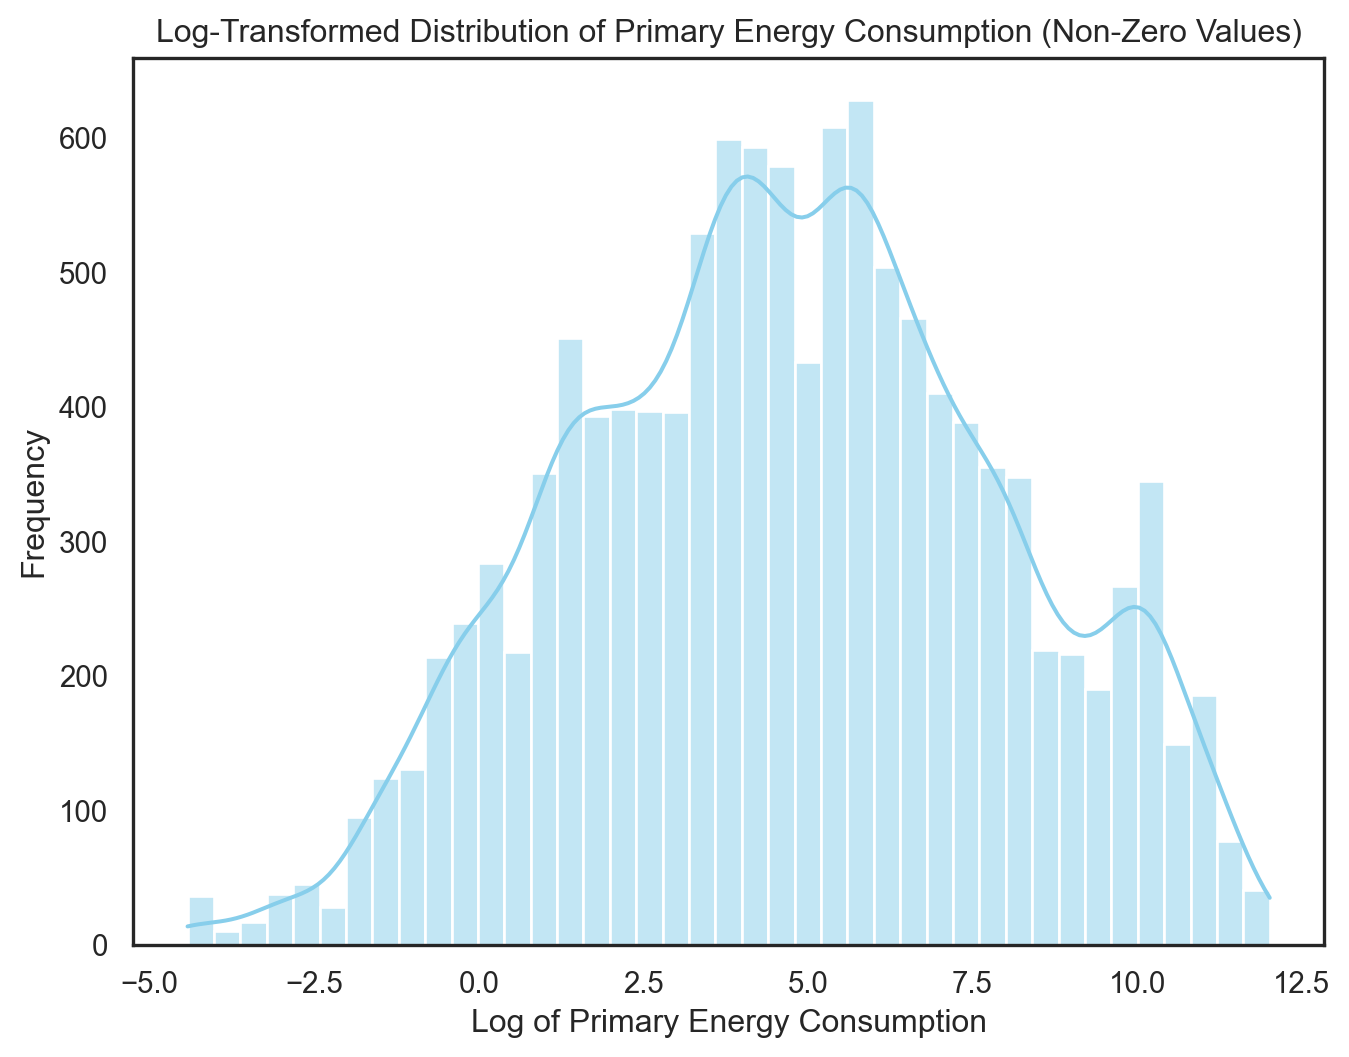 Log-Transformed Distribution of Primary Energy Consumption (Non-Zero Values)
600
500
400
300
200
100
0
Frequency
−5.0 −2.5 0.0 2.5 5.0 7.5 10.0 12.5
Log of Primary Energy Consumption